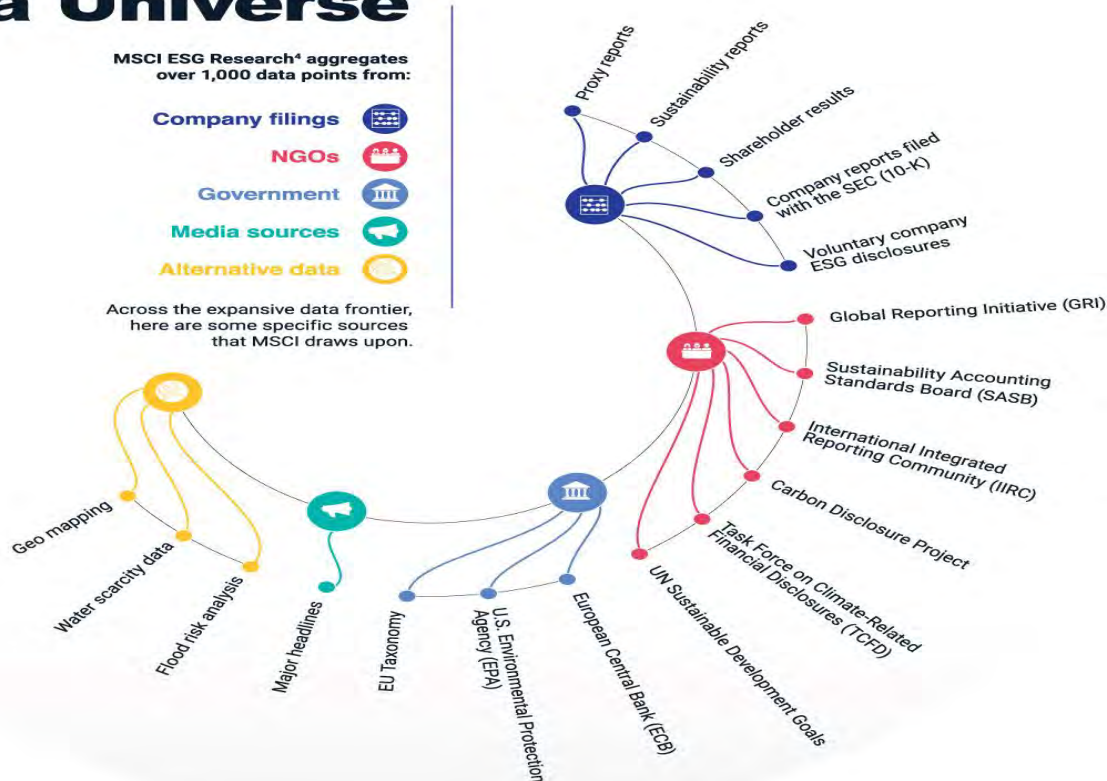 a Universe
MSCI ESG Research⁴ aggregates
over 1,000 data points from:
Company filings
NGOs
Government
Media sources
Alternative data
Across the expansive data frontier,
here are some specific sources
that MSCI draws upon.
Proxy reports
Sustainability reports
Shareholder results
Company reports filed
with the SEC (10-K)
Voluntary company
ESG disclosures
Global Reporting Initiative (GRI)
Sustainability Accounting
Standards Board (SASB)
International Integrated
Reporting Community (IIRC)
Carbon Disclosure Project
Task Force on Climate-Related
Financial Disclosures (TCFD)
UN Sustainable Development Goals
European Central Bank (ECB)
U.S. Environmental Protection
Agency (EPA)
EU Taxonomy
Major headlines
Flood risk analysis
Water scarcity data
Geo mapping